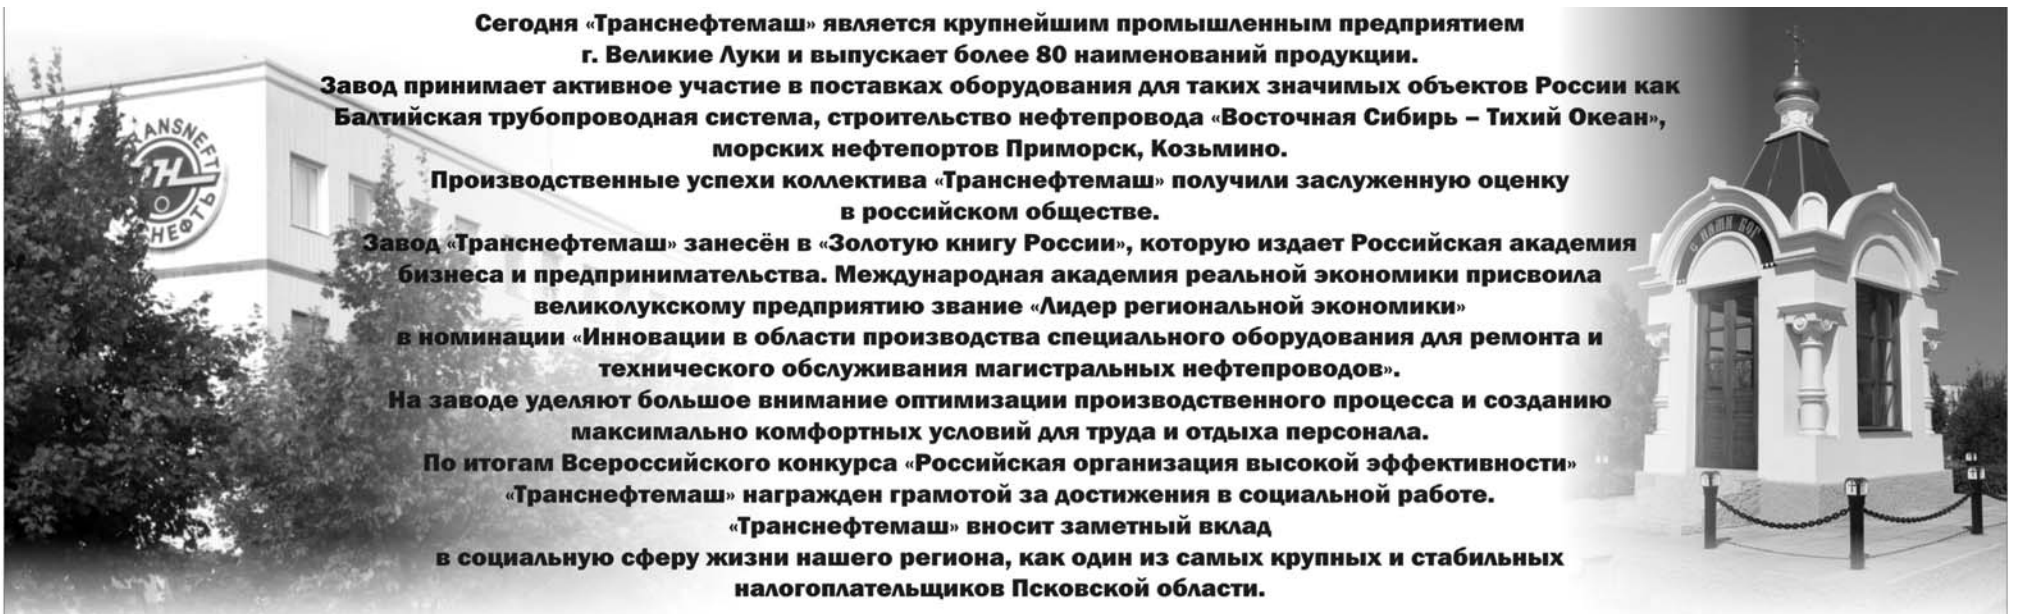 Сегодня «Транснефтемаш» является крупнейшим промышленным предприятием
г. Великие Луки и выпускает более 80 наименований продукции.
Завод принимает активное участие в поставках оборудования для таких значимых объектов России как
Балтийская трубопроводная система, строительство нефтепровода «Восточная Сибирь – Тихий Океан»,
морских нефтепортов Приморск, Козьмино.
Производственные успехи коллектива «Транснефтемаш» получили заслуженную оценку
в российском обществе.
Завод «Транснефтемаш» занесён в «Золотую книгу России», которую издает Российская академия
бизнеса и предпринимательства. Международная академия реальной экономики присвоила
великолукскому предприятию звание «Лидер региональной экономики»
в номинации «Инновации в области производства специального оборудования для ремонта и
технического обслуживания магистральных нефтепроводов».
На заводе уделяют большое внимание оптимизации производственного процесса и созданию
максимально комфортных условий для труда и отдыха персонала.
По итогам Всероссийского конкурса «Российская организация высокой эффективности»
«Транснефтемаш» награжден грамотой за достижения в социальной работе.
«Транснефтемаш» вносит заметный вклад
в социальную сферу жизни нашего региона, как один из самых крупных и стабильных
налогоплательщиков Псковской области.
С НАМИ БОГ